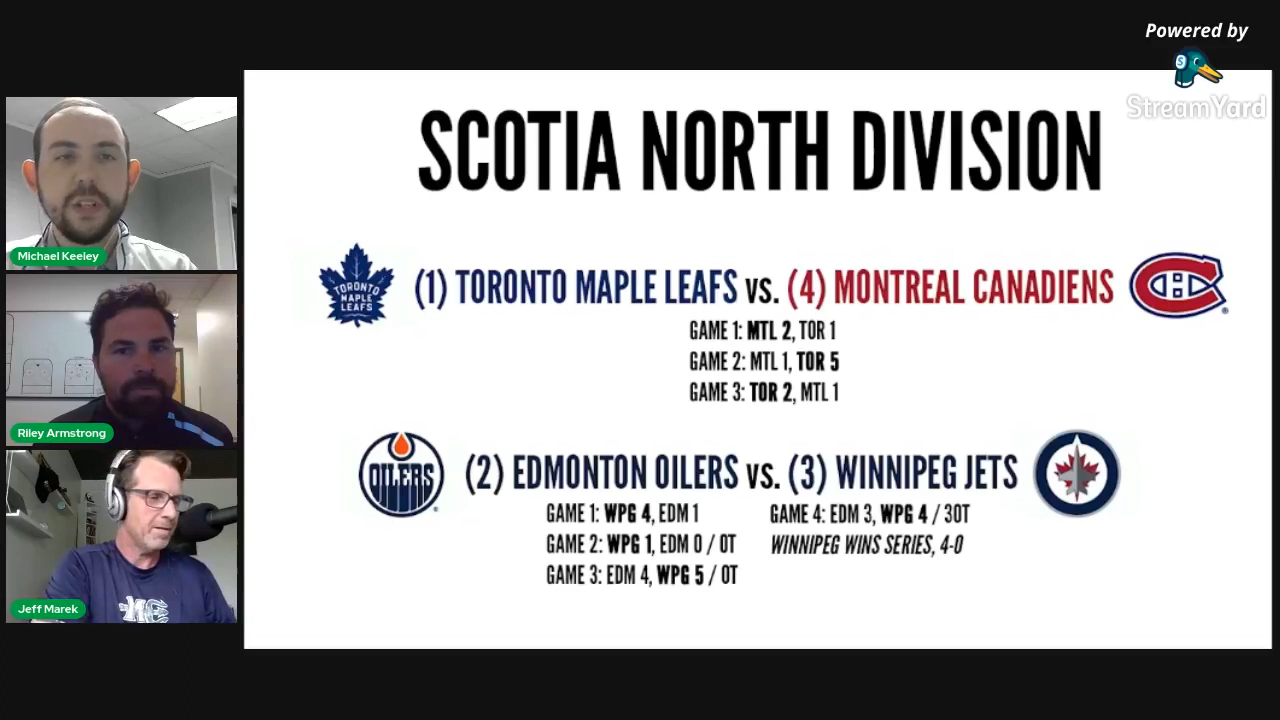 Powered by
StreamYard
SCOTIA NORTH DIVISION
TORONTO
MAPLE
LEAFS
(1) TORONTO MAPLE LEAFS VS. (4) MONTREAL CANADIENS
GAME 1: MTL 2, TOR 1
GAME 2: MTL 1, TOR 5
GAME 3: TOR 2, MTL 1
OILERS
(2) EDMONTON OILERS VS. (3) WINNIPEG JETS
GAME 1: WPG 4, EDM 1
GAME 2: WPG 1, EDM 0 / OT
GAME 3: EDM 4, WPG 5 / OT
GAME 4: EDM 3, WPG 4 / 3OT
WINNIPEG WINS SERIES, 4-0
Michael Keeley
Riley Armstrong
Jeff Marek